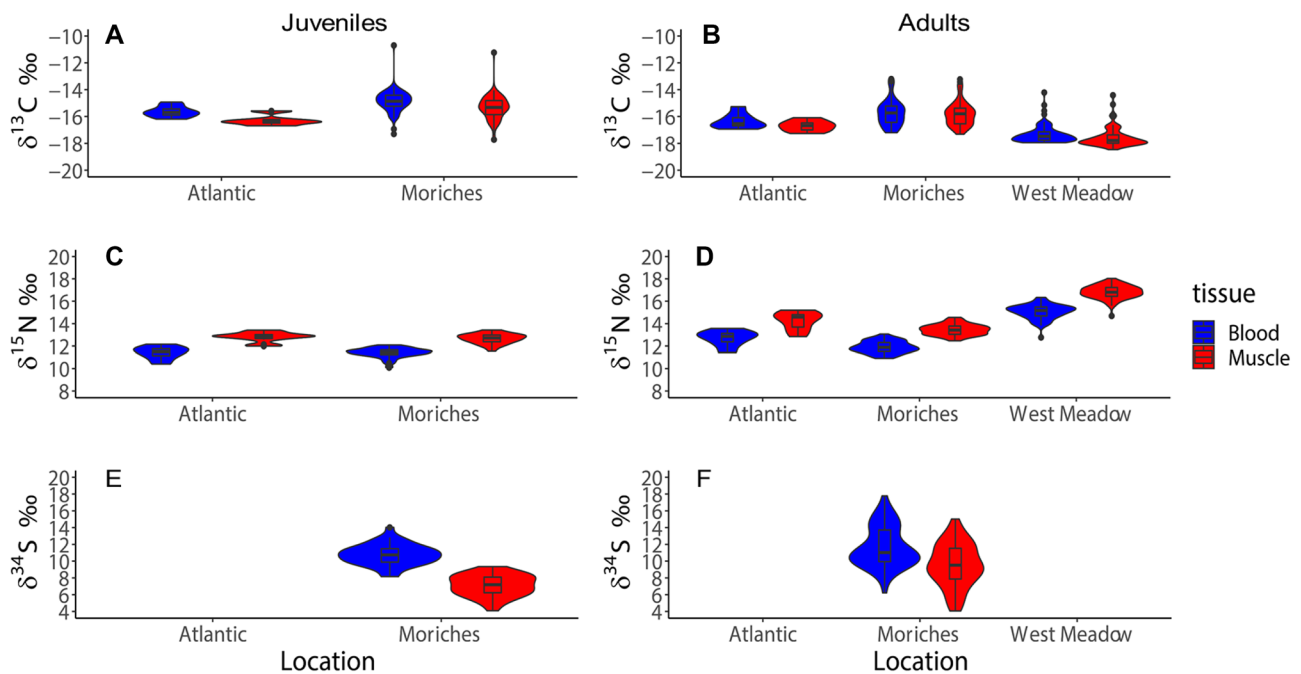 Juveniles
Adults
A
δ13C ‰
−10
−12
−14
−16
−18
−20
Atlantic
Moriches
B
δ13C ‰
−10
−12
−14
−16
−18
−20
Atlantic
Moriches
West Meadow
C
δ15N ‰
20
18
16
14
12
10
8
Atlantic
Moriches
D
δ15N ‰
20
18
16
14
12
10
8
Atlantic
Moriches
West Meadow
tissue
Blood
Muscle
E
δ34S ‰
20
18
16
14
12
10
8
6
4
Atlantic
Moriches
Location
F
δ34S ‰
20
18
16
14
12
10
8
6
4
Atlantic
Moriches
West Meadow
Location